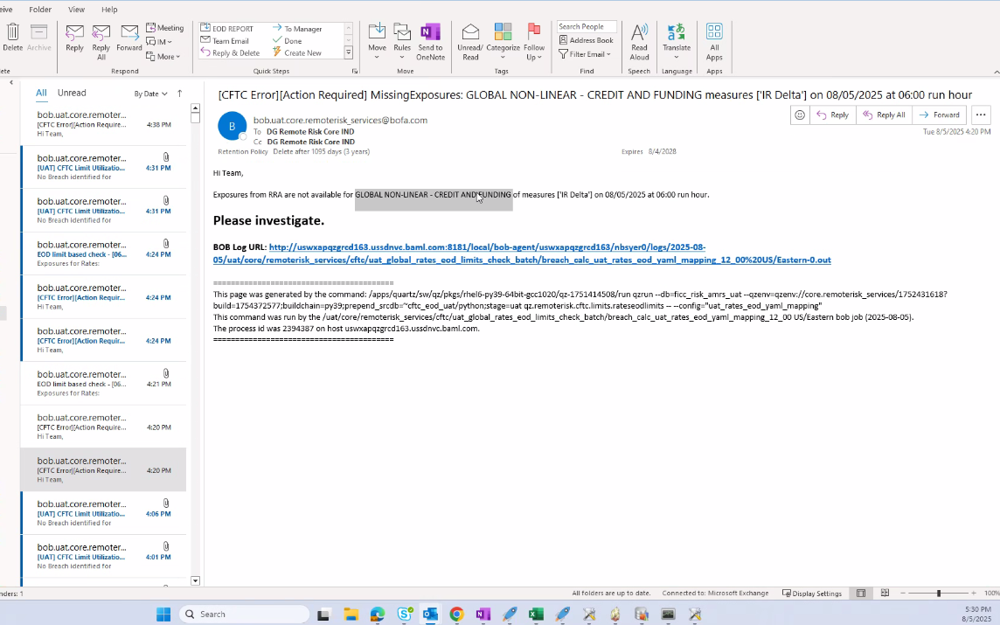 eive Folder View Help
Delete
Archive
Reply
Reply All
Forward
Meeting
IM
More
Respond
EOD REPORT
Team Email
Reply & Delete
To Manager
Done
Create New
Quick Steps
Move
Rules
Send to OneNote
Move
Unread/ Read
Categorize
Follow Up
Tags
Search People
Address Book
Filter Email
Find
Read Aloud
Speech
Translate
Language
All Apps
Apps
lete
All Unread By Date
bob.uat.core.remoter...
[CFTC Error][Action Require... 4:38 PM
Hi Team,
bob.uat.core.remoter...
[UAT] CFTC Limit Utilizatio... 4:31 PM
No Breach identified for
bob.uat.core.remoter...
[UAT] CFTC Limit Utilizatio... 4:31 PM
No Breach identified for
bob.uat.core.remoter...
EOD limit based check - [06... 4:24 PM
Exposures for Rates:
bob.uat.core.remoter...
[CFTC Error][Action Requir... 4:24 PM
Hi Team,
bob.uat.core.remoter...
[CFTC Error][Action Requir... 4:24 PM
Hi Team,
bob.uat.core.remoter...
EOD limit based check - [06... 4:21 PM
Exposures for Rates:
bob.uat.core.remoter...
[CFTC Error][Action Require... 4:20 PM
Hi Team,
bob.uat.core.remoter...
[CFTC Error][Action Require... 4:20 PM
Hi Team,
bob.uat.core.remoter...
[UAT] CFTC Limit Utilizatio... 4:06 PM
No Breach identified for
bob.uat.core.remoter...
[UAT] CFTC Limit Utilizatio... 4:01 PM
No Breach identified for
[CFTC Error][Action Required] MissingExposures: GLOBAL NON-LINEAR - CREDIT AND FUNDING measures ['IR Delta'] on 08/05/2025 at 06:00 run hour
B
bob.uat.core.remoterisk_services@bofa.com
To DG Remote Risk Core IND
Cc DG Remote Risk Core IND
Retention Policy Delete after 1095 days (3 years)
Expires 8/4/2028
Reply Reply All Forward
Tue 8/5/2025 4:20 PM
Hi Team,
Exposures from RRA are not available for GLOBAL NON-LINEAR - CREDIT AND FUNDING of measures ['IR Delta'] on 08/05/2025 at 06:00 run hour.
Please investigate.
BOB Log URL: http://uswxapqzgrcd163.ussdnvc.baml.com:8181/local/bob-agent/uswxapqzgrcd163/nbsyer0/logs/2025-08-
05/uat/core/remoterisk_services/cftc/uat_global_rates_eod_limits_check_batch/breach_calc_uat_rates_eod_yaml_mapping_12_00%20US/Eastern-0.out
========================================
This page was generated by the command: /apps/quartz/sw/qz/pkgs/rhel6-py39-64bit-gcc1020/qz-1751414508/run qzrun --db=ficc_risk_amrs_uat --qzenv=qzenv://core.remoterisk_services/1752431618?
build=1754372577;buildchain=py39;prepend_srcdb=~cftc_eod_uat/python;stage=uat qz.remoterisk.cftc.limits.rateseodlimits -- --config="uat_rates_eod_yaml_mapping"
This command was run by the /uat/core/remoterisk_services/cftc/uat_global_rates_eod_limits_check_batch/breach_calc_uat_rates_eod_yaml_mapping_12_00 US/Eastern bob job (2025-08-05).
The process id was 2394387 on host uswxapqzgrcd163.ussdnvc.baml.com.
========================================
nders: 1
All folders are up to date. Connected to: Microsoft Exchange Display Settings 100%
Search
5:30 PM
8/5/2025